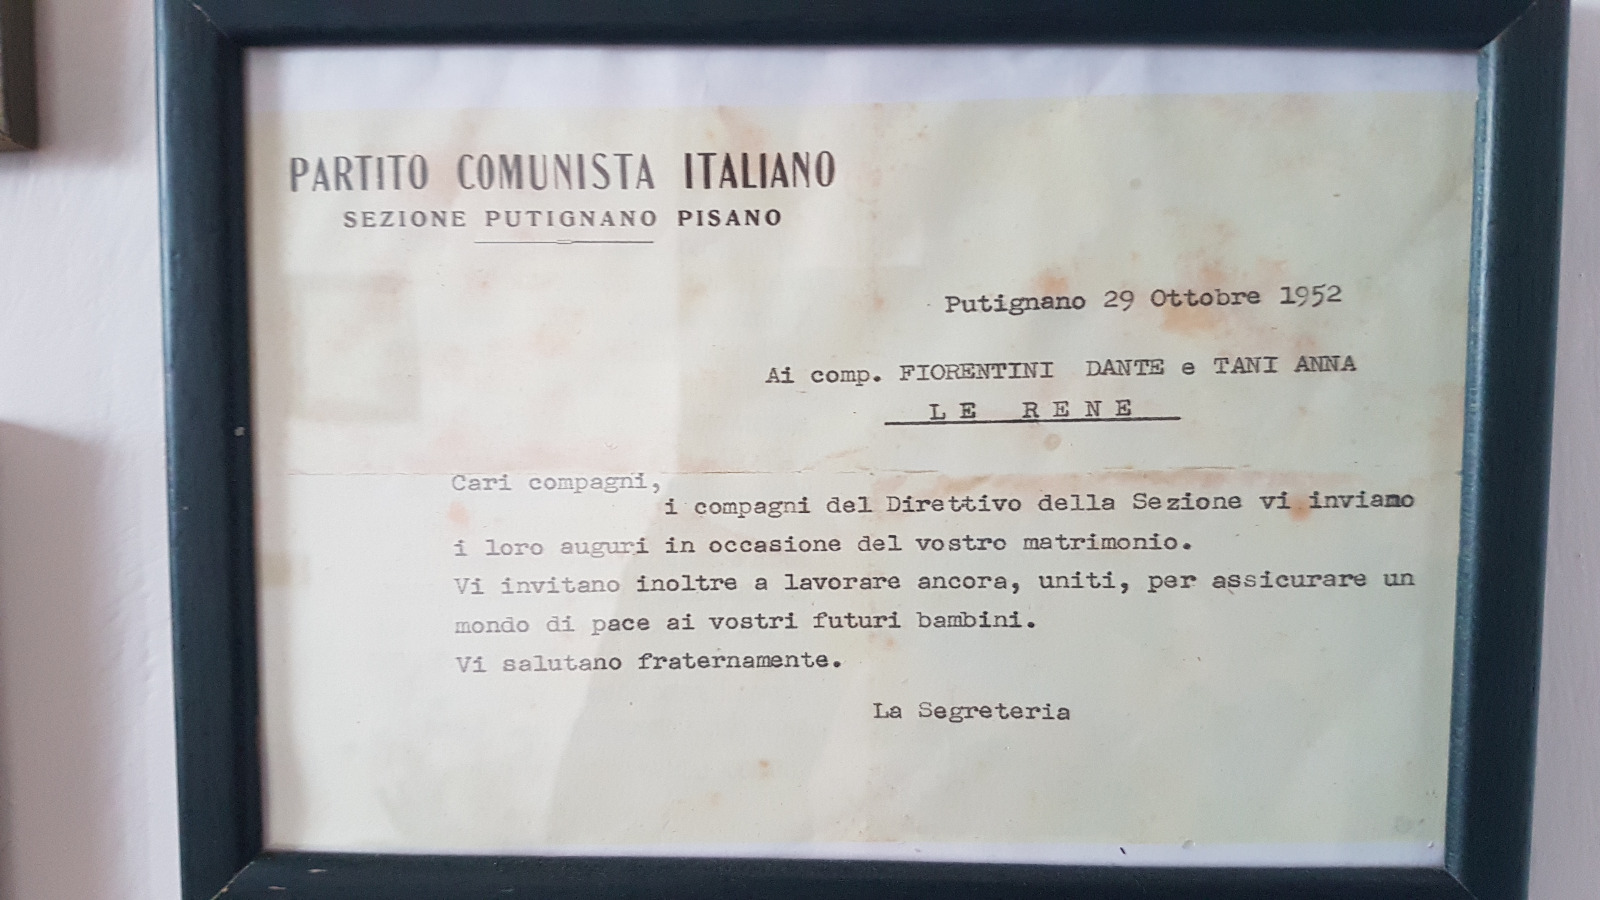 PARTITO COMUNISTA ITALIANO
SEZIONE PUTIGNANO PISANO
Putignano 29 Ottobre 1952
Ai comp. FIORENTINI DANTE e TANI ANNA
LE RENE
Cari compagni,
i compagni del Direttivo della Sezione vi inviamo
i loro auguri in occasione del vostro matrimonio.
Vi invitano inoltre a lavorare ancora, uniti, per assicurare un
mondo di pace ai vostri futuri bambini.
Vi salutano fraternamente.
La Segreteria